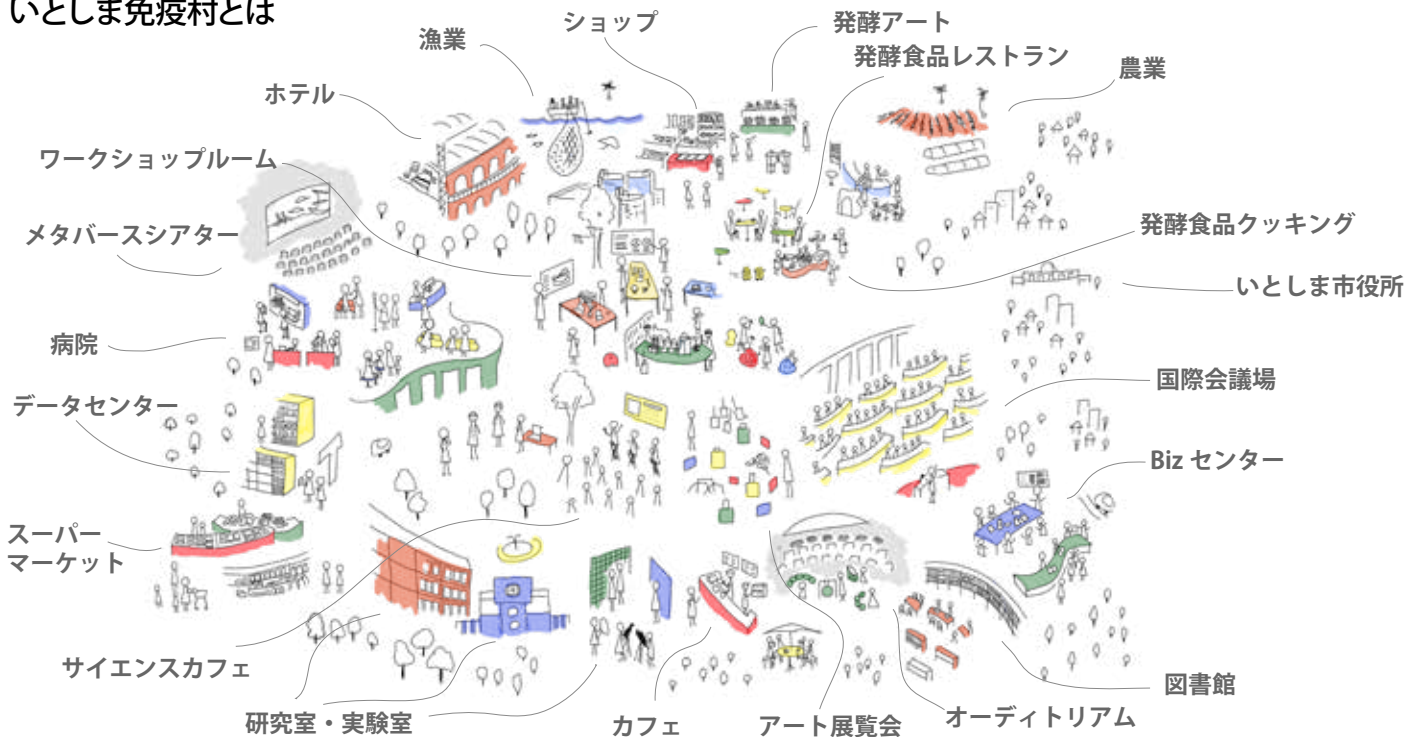 いとしま免疫村とは
ショップ
発酵アート
漁業
発酵食品レストラン
農業
ホテル
ワークショップルーム
発酵食品クッキング
メタバースシアター
いとしま市役所
病院
国際会議場
データセンター
Biz センター
スーパー
マーケット
サイエンスカフェ
図書館
研究室・実験室
カフェ
アート展覧会
オーディトリアム